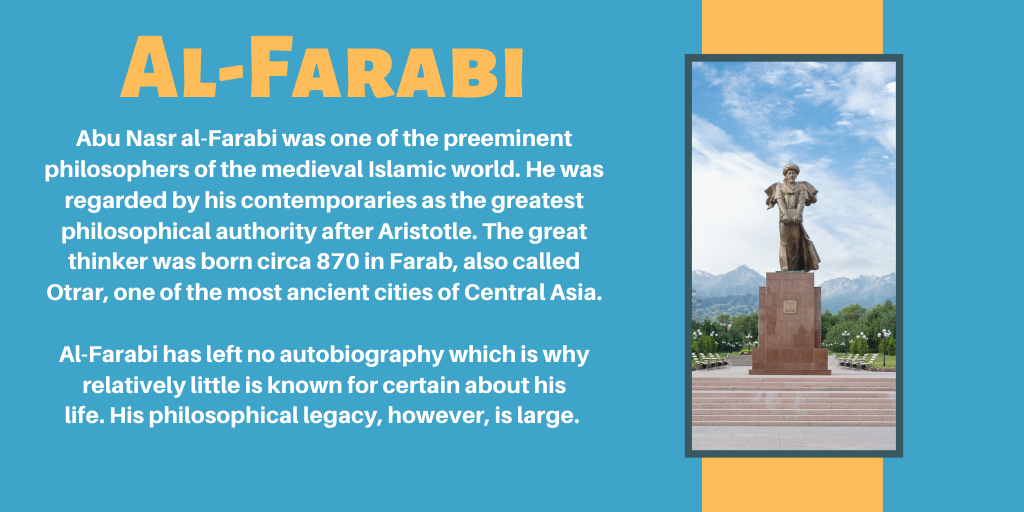 Al-Farabi
Abu Nasr al-Farabi was one of the preeminent
philosophers of the medieval Islamic world. He was
regarded by his contemporaries as the greatest
philosophical authority after Aristotle. The great
thinker was born circa 870 in Farab, also called
Otrar, one of the most ancient cities of Central Asia.
Al-Farabi has left no autobiography which is why
relatively little is known for certain about his
life. His philosophical legacy, however, is large.